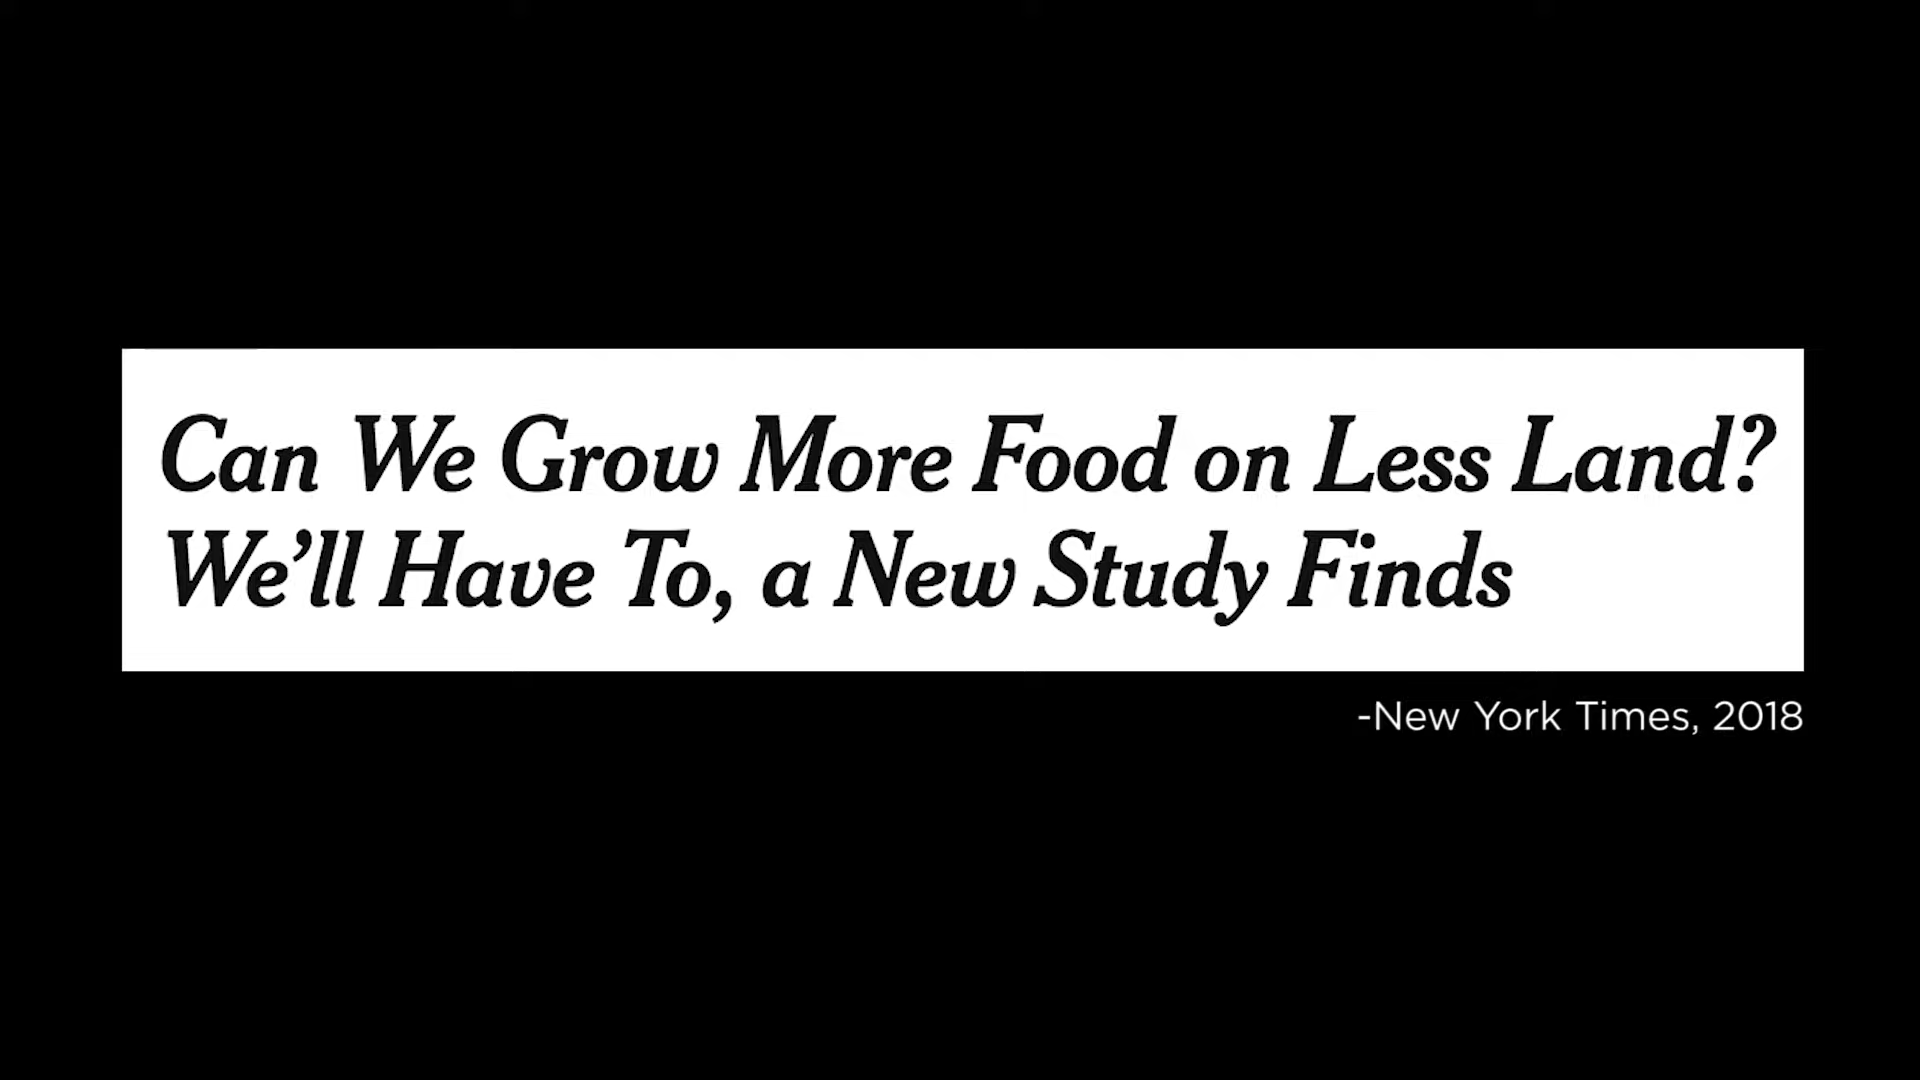 Can We Grow More Food on Less Land?
We’ll Have To, a New Study Finds
-New York Times, 2018